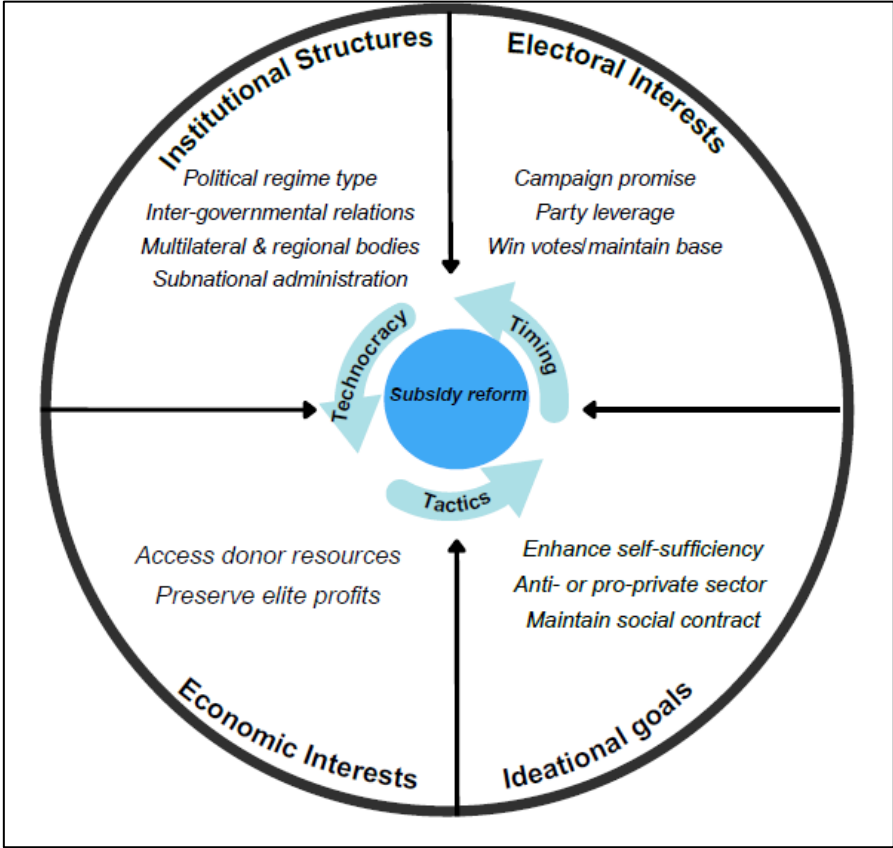 Institutional Structures
Electoral Interests
Political regime type
Inter-governmental relations
Multilateral & regional bodies
Subnational administration
Campaign promise
Party leverage
Win votes/maintain base
Technocracy
Timing
Subsldy reform
Tactics
Access donor resources
Preserve elite profits
Enhance self-sufficiency
Anti- or pro-private sector
Maintain social contract
Economic Interests
Ideational goals